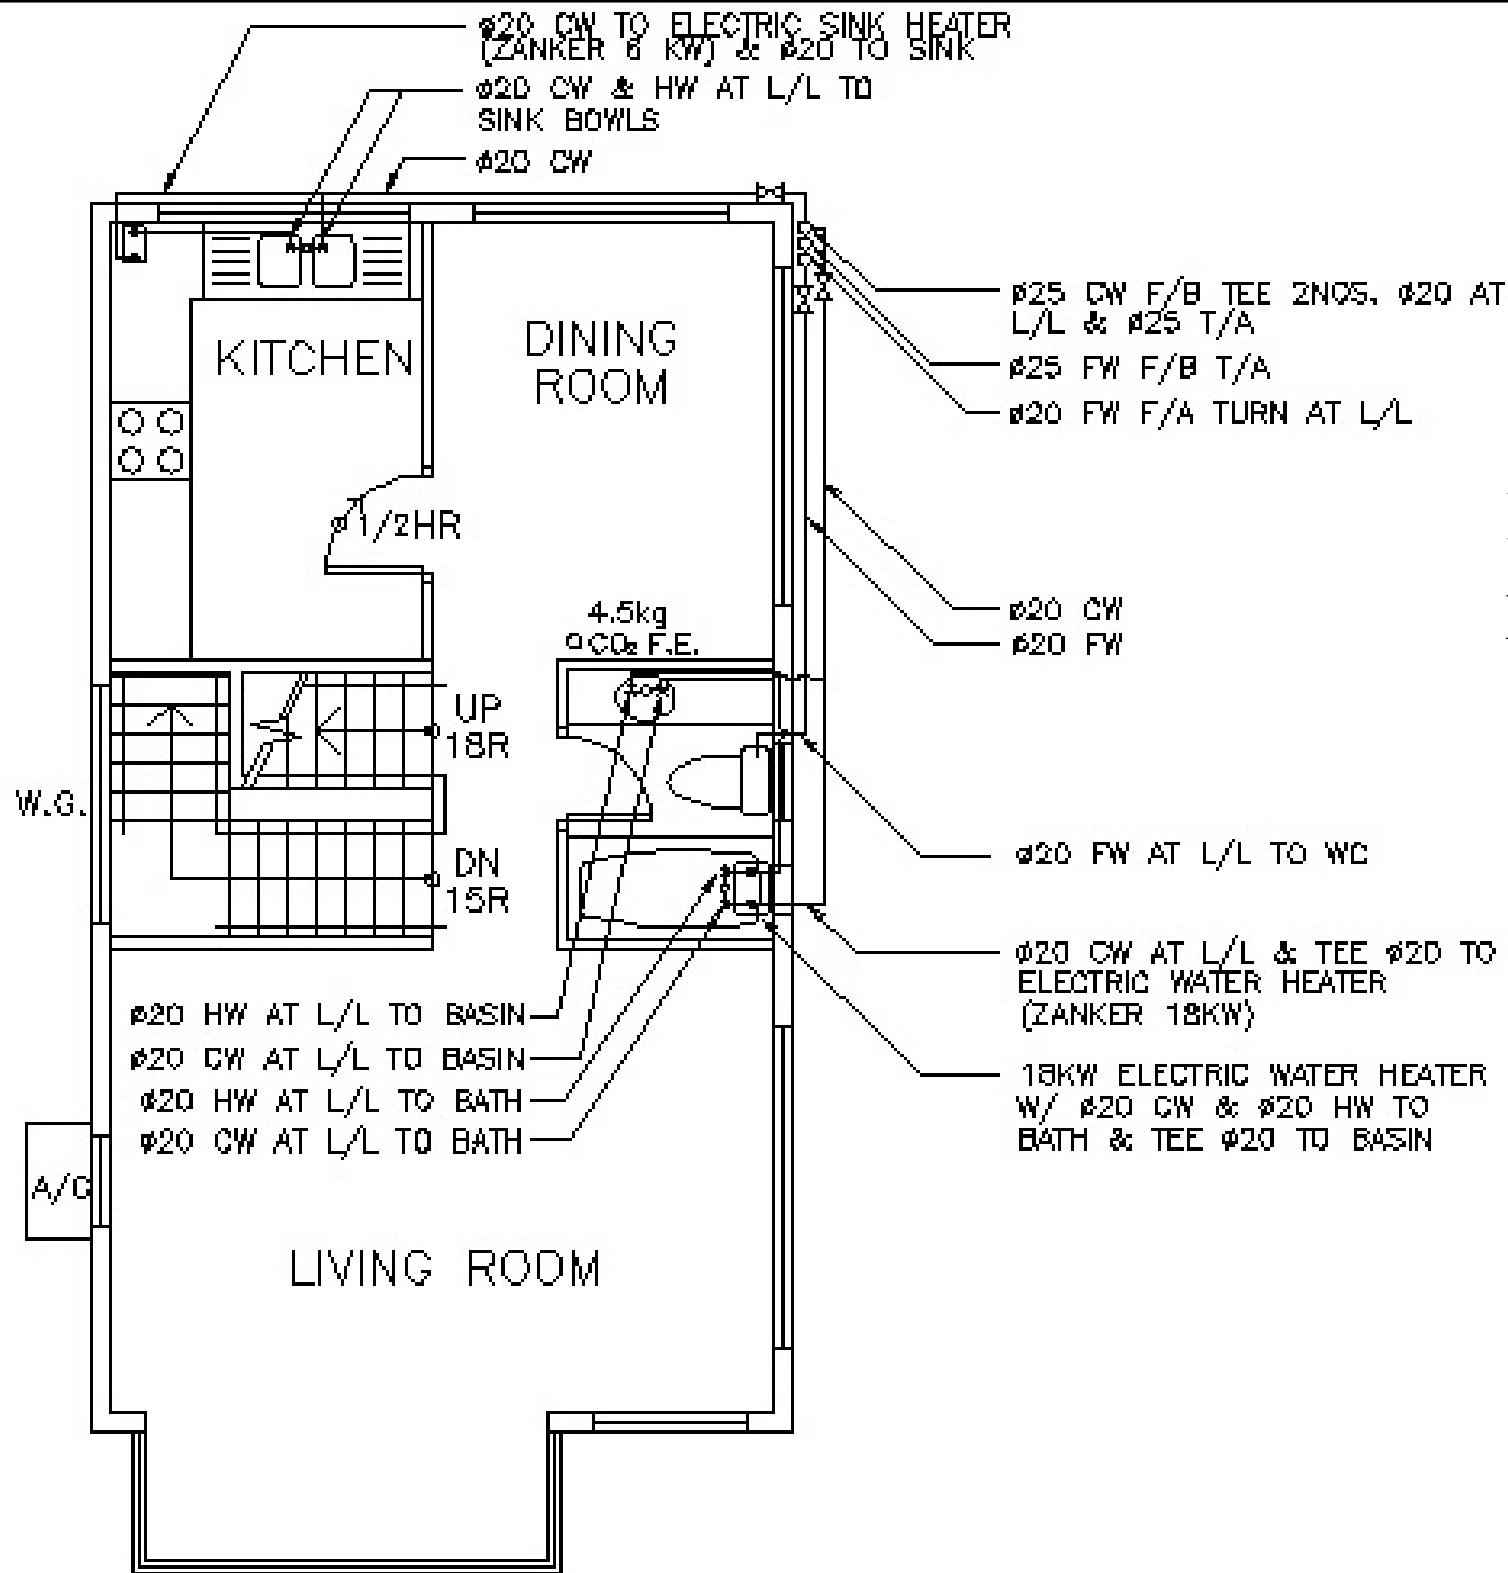 ø20 CW TO ELECTRIC SINK HEATER
(ZANKER 6 KW) & ø20 TO SINK
ø20 CW & HW AT L/L TO
SINK BOWLS
ø20 CW
ø25 CW F/B TEE 2NOS. ø20 AT
L/L & ø25 T/A
ø25 FW F/B T/A
ø20 FW F/A TURN AT L/L
KITCHEN
DINING
ROOM
1/2HR
4.5kg
CO₂ F.E.
ø20 CW
ø20 FW
UP
18R
W.G.
DN
15R
ø20 FW AT L/L TO WC
ø20 CW AT L/L & TEE ø20 TO
ELECTRIC WATER HEATER
(ZANKER 18KW)
ø20 HW AT L/L TO BASIN
ø20 CW AT L/L TO BASIN
ø20 HW AT L/L TO BATH
ø20 CW AT L/L TO BATH
18KW ELECTRIC WATER HEATER
W/ ø20 CW & ø20 HW TO
BATH & TEE ø20 TO BASIN
A/C
LIVING ROOM